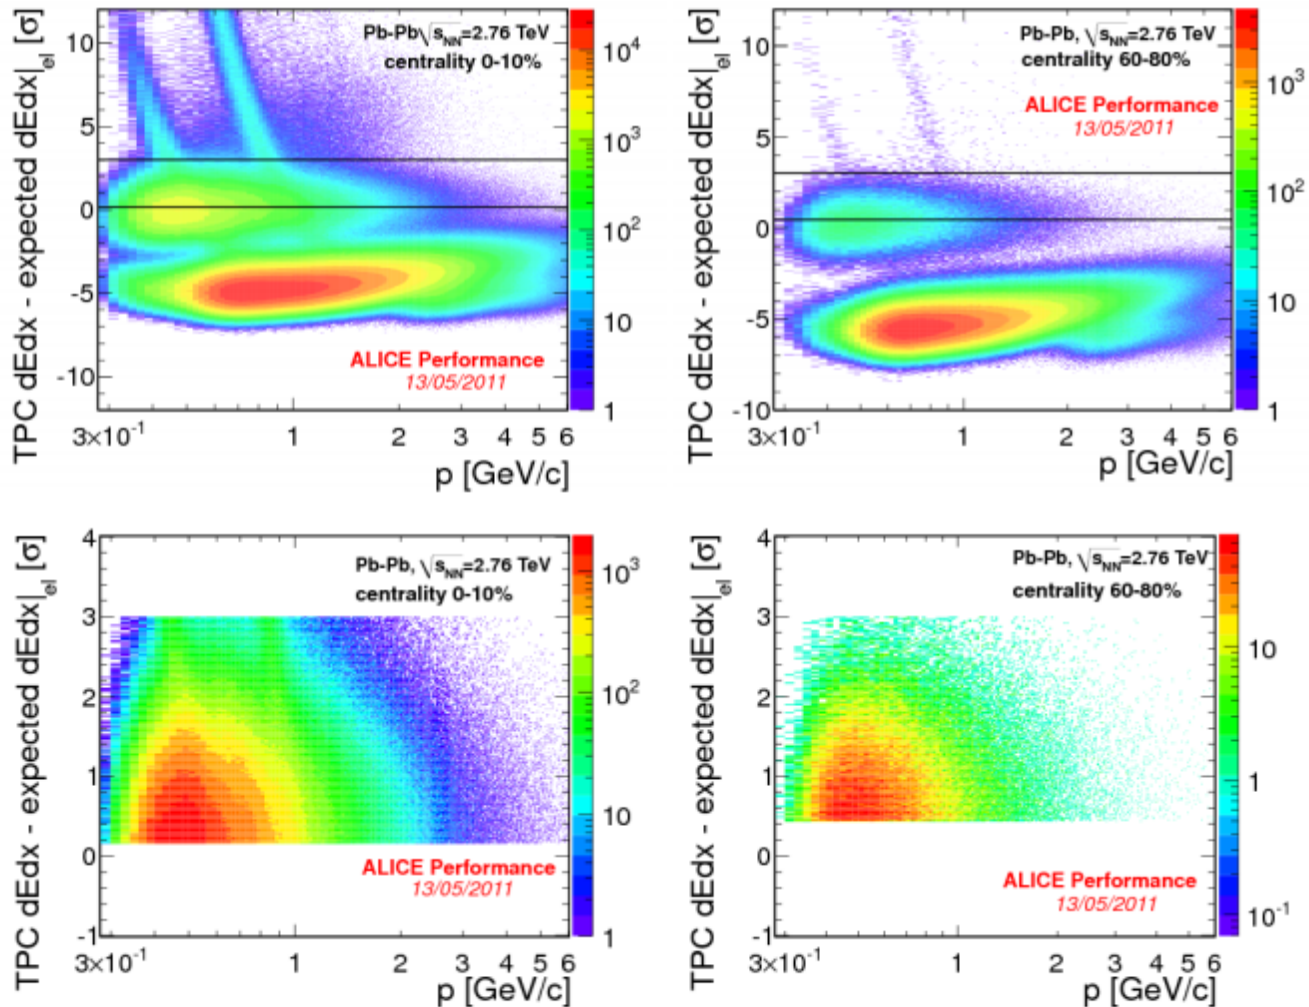 TPC dEdx - expected dEdx|el [σ]
10
5
0
-5
-10
Pb-Pb√sNN=2.76 TeV
centrality 0-10%
ALICE Performance
13/05/2011
10⁴
10³
10²
10
1
3×10⁻¹ 1 2 3 4 5 6
p [GeV/c]
TPC dEdx - expected dEdx|el [σ]
10
5
0
-5
-10
Pb-Pb, √sNN=2.76 TeV
centrality 60-80%
ALICE Performance
13/05/2011
10³
10²
10
1
3×10⁻¹ 1 2 3 4 5 6
p [GeV/c]
TPC dEdx - expected dEdx|el [σ]
4
3
2
1
0
-1
Pb-Pb, √sNN=2.76 TeV
centrality 0-10%
ALICE Performance
13/05/2011
10³
10²
10
1
3×10⁻¹ 1 2 3 4 5 6
p [GeV/c]
TPC dEdx - expected dEdx|el [σ]
4
3
2
1
0
-1
Pb-Pb, √sNN=2.76 TeV
centrality 60-80%
ALICE Performance
13/05/2011
10
1
10⁻¹
3×10⁻¹ 1 2 3 4 5 6
p [GeV/c]